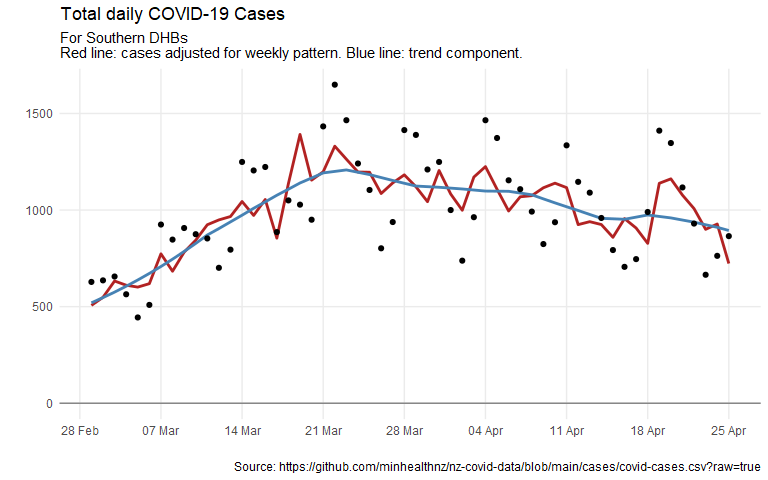 Total daily COVID-19 Cases
For Southern DHBs
Red line: cases adjusted for weekly pattern. Blue line: trend component.
1500
1000
500
0
28 Feb 07 Mar 14 Mar 21 Mar 28 Mar 04 Apr 11 Apr 18 Apr 25 Apr
Source: https://github.com/minhealthnz/nz-covid-data/blob/main/cases/covid-cases.csv?raw=true